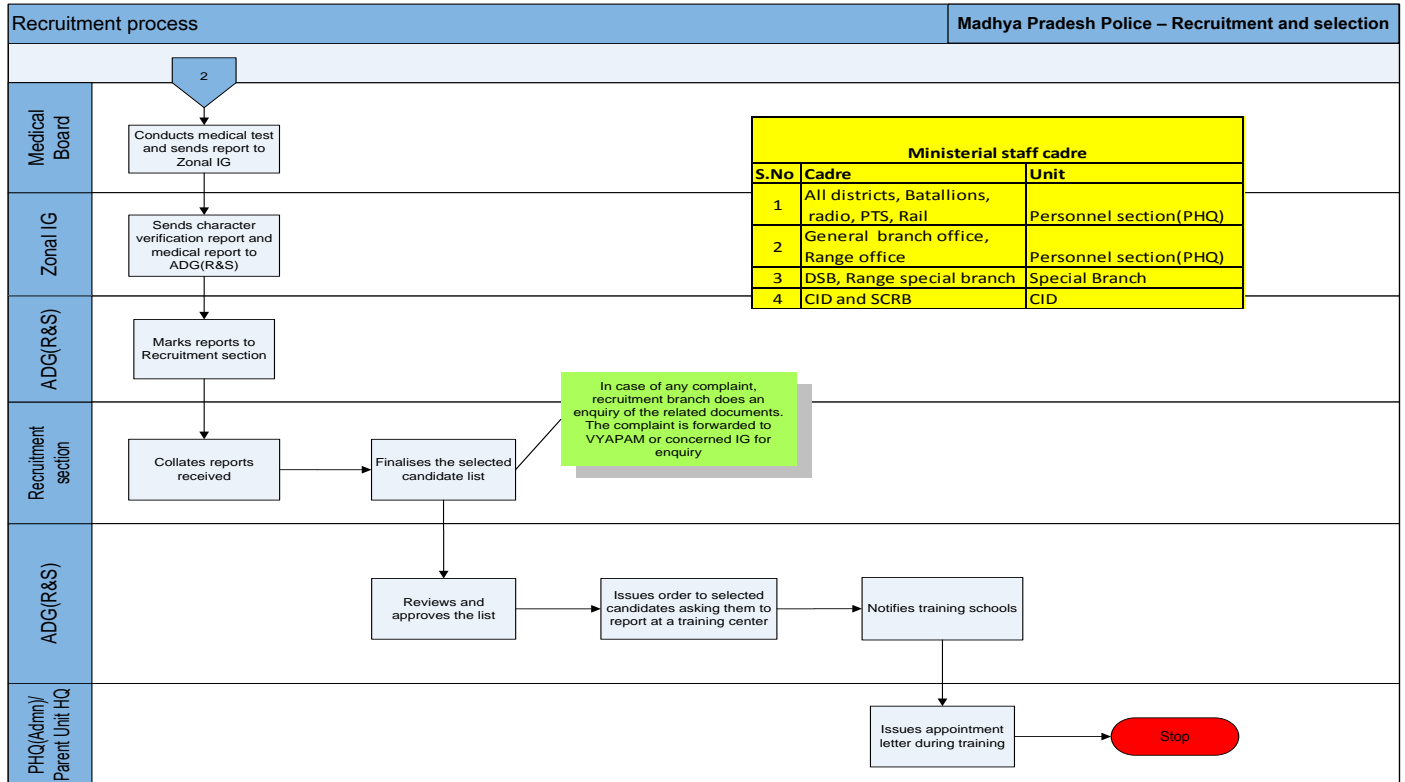 Recruitment process
Madhya Pradesh Police – Recruitment and selection
2
Medical
Board
Conducts medical test
and sends report to
Zonal IG
Ministerial staff cadre
S.No Cadre Unit
1 All districts, Batallions,
radio, PTS, Rail Personnel section(PHQ)
2 General branch office,
Range office Personnel section(PHQ)
3 DSB, Range special branch Special Branch
4 CID and SCRB CID
Zonal IG
Sends character
verification report and
medical report to
ADG(R&S)
ADG(R&S)
Marks reports to
Recruitment section
In case of any complaint,
recruitment branch does an
enquiry of the related documents.
The complaint is forwarded to
VYAPAM or concerned IG for
enquiry
Recruitment
section
Collates reports
received
Finalises the selected
candidate list
ADG(R&S)
Reviews and
approves the list
Issues order to selected
candidates asking them to
report at a training center
Notifies training schools
PHQ(Admn)/
Parent Unit HQ
Issues appointment
letter during training
Stop